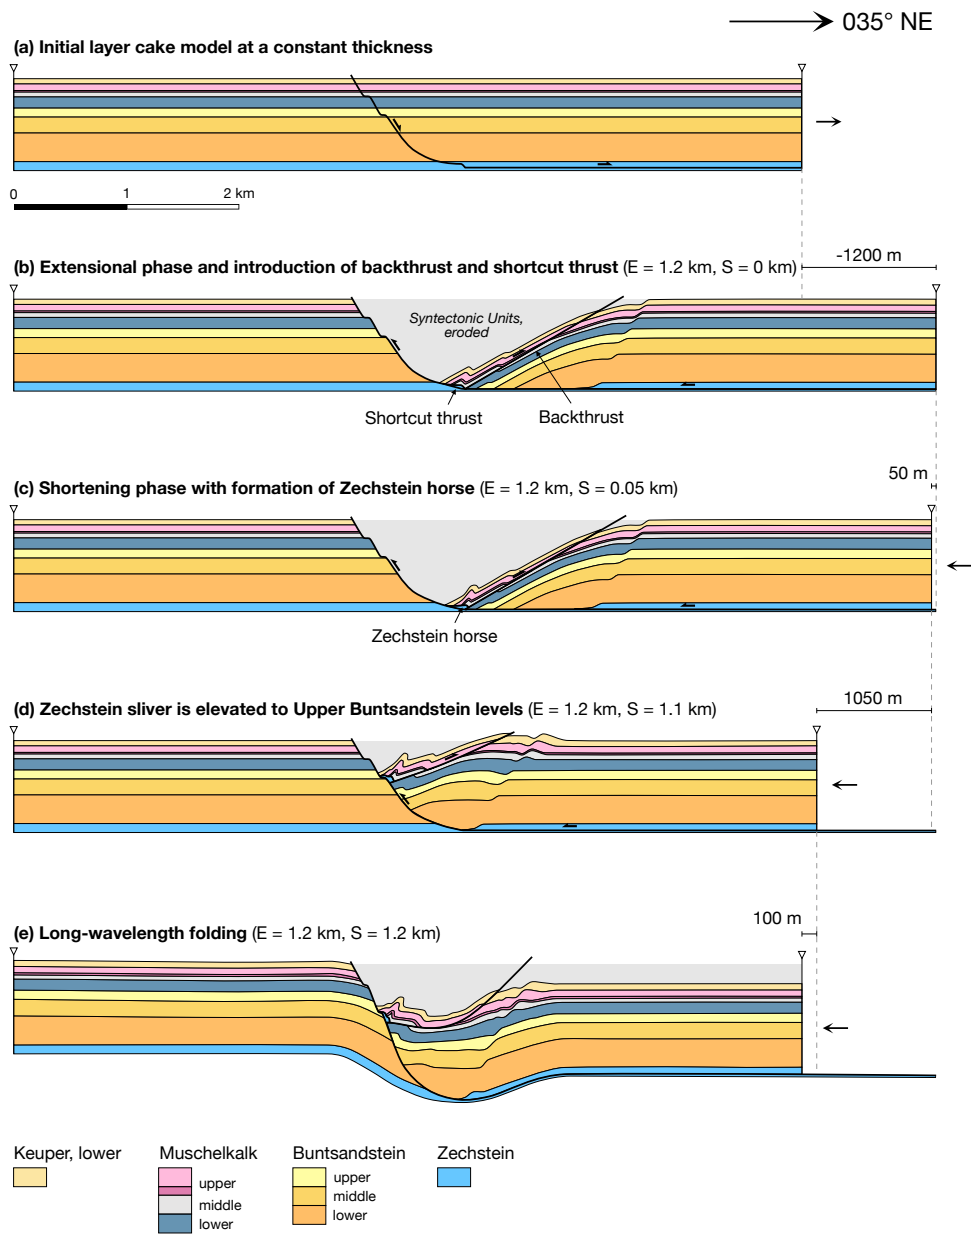 035° NE
(a) Initial layer cake model at a constant thickness
0 1 2 km
-1200 m
(b) Extensional phase and introduction of backthrust and shortcut thrust (E = 1.2 km, S = 0 km)
Syntectonic Units,
eroded
Shortcut thrust
Backthrust
50 m
(c) Shortening phase with formation of Zechstein horse (E = 1.2 km, S = 0.05 km)
Zechstein horse
1050 m
(d) Zechstein sliver is elevated to Upper Buntsandstein levels (E = 1.2 km, S = 1.1 km)
100 m
(e) Long-wavelength folding (E = 1.2 km, S = 1.2 km)
Keuper, lower
Muschelkalk
upper
middle
lower
Buntsandstein
upper
middle
lower
Zechstein